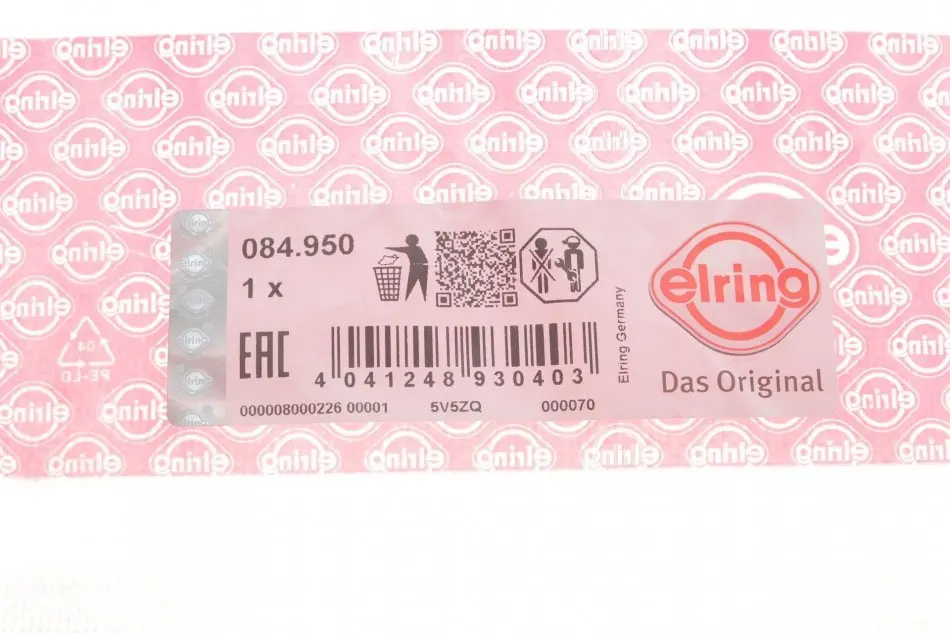 084.950
1 x
EAC
4 041248 930403
000008000226 00001 5V5ZQ 000070
Elring Germany
elring
Das Original
04
PE-LD